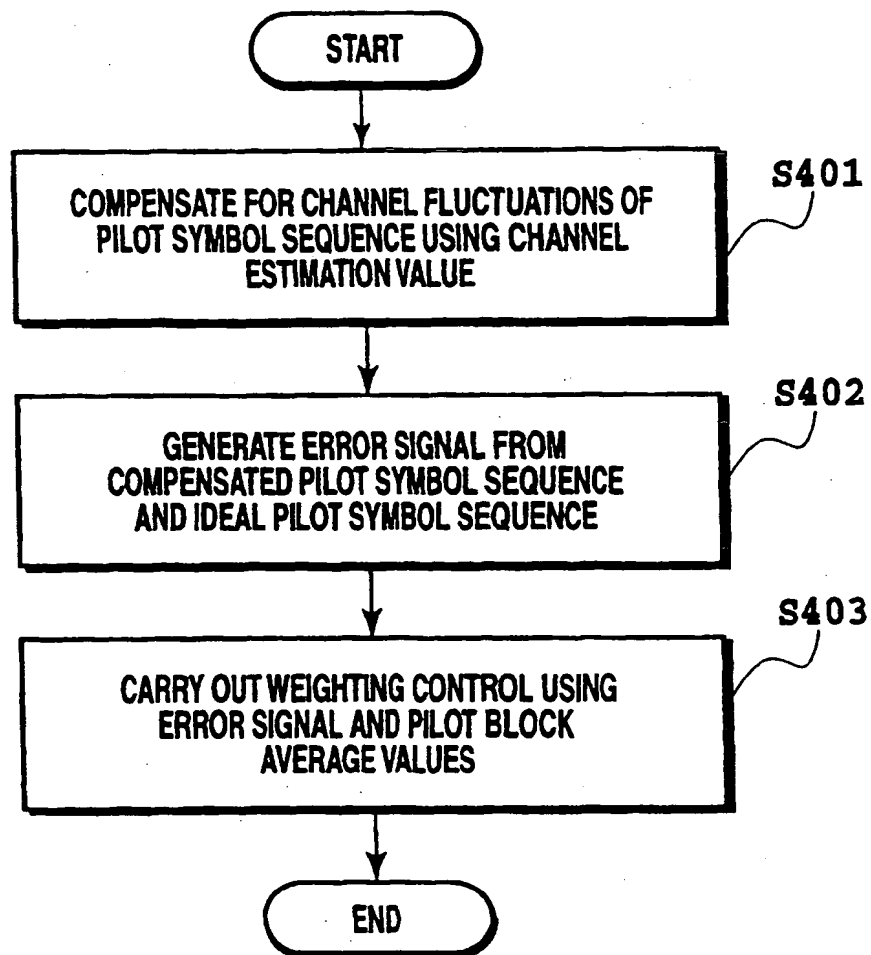 START
COMPENSATE FOR CHANNEL FLUCTUATIONS OF
PILOT SYMBOL SEQUENCE USING CHANNEL
ESTIMATION VALUE
S401
GENERATE ERROR SIGNAL FROM
COMPENSATED PILOT SYMBOL SEQUENCE
AND IDEAL PILOT SYMBOL SEQUENCE
S402
CARRY OUT WEIGHTING CONTROL USING
ERROR SIGNAL AND PILOT BLOCK
AVERAGE VALUES
S403
END